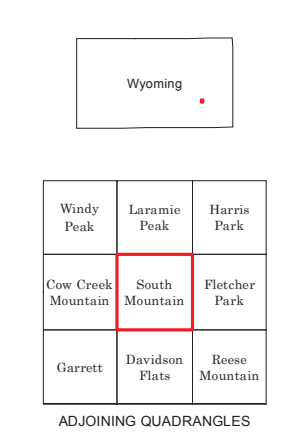 Wyoming
Windy
Peak
Laramie
Peak
Harris
Park
Cow Creek
Mountain
South
Mountain
Fletcher
Park
Garrett
Davidson
Flats
Reese
Mountain
ADJOINING QUADRANGLES